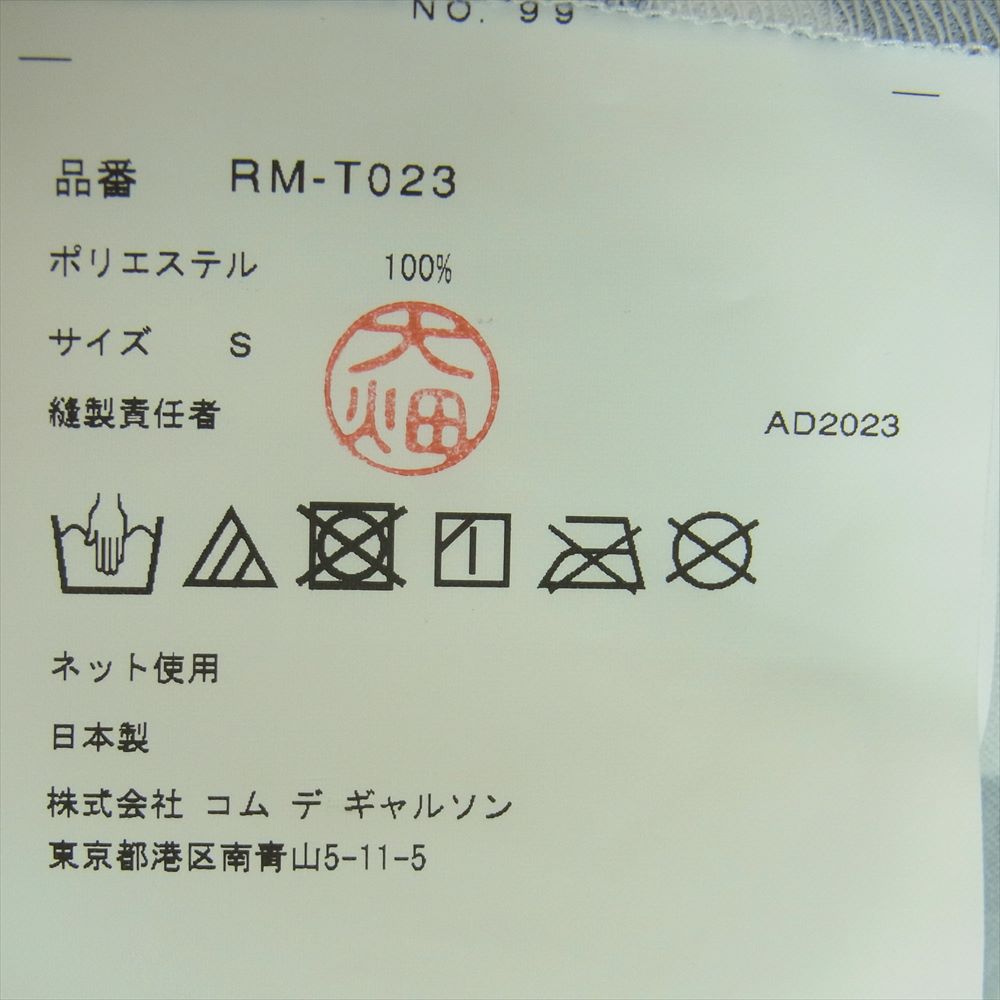 NO. 99
品番 RM-T023
ポリエステル 100%
サイズ S
大畑
縫製責任者
AD2023
ネット使用
日本製
株式会社 コム デ ギャルソン
東京都港区南青山5-11-5